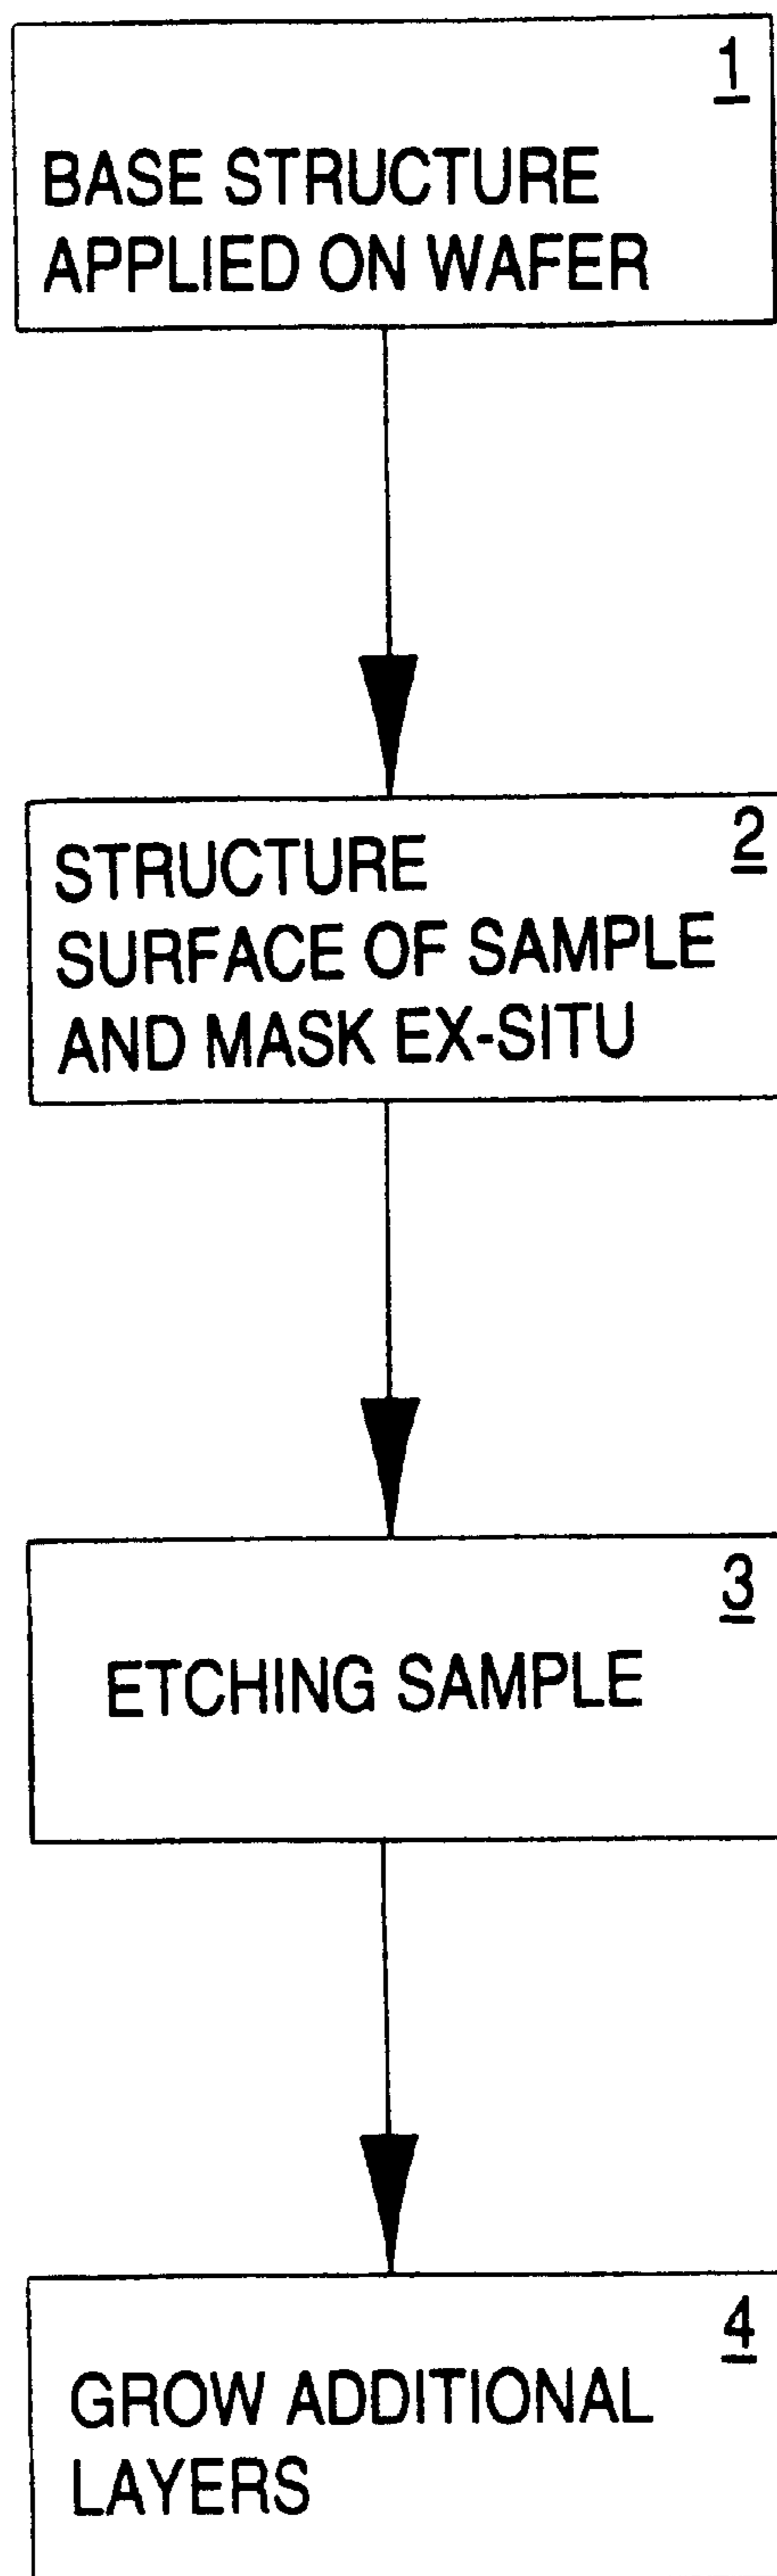 1
BASE STRUCTURE
APPLIED ON WAFER
2
STRUCTURE
SURFACE OF SAMPLE
AND MASK EX-SITU
3
ETCHING SAMPLE
4
GROW ADDITIONAL
LAYERS